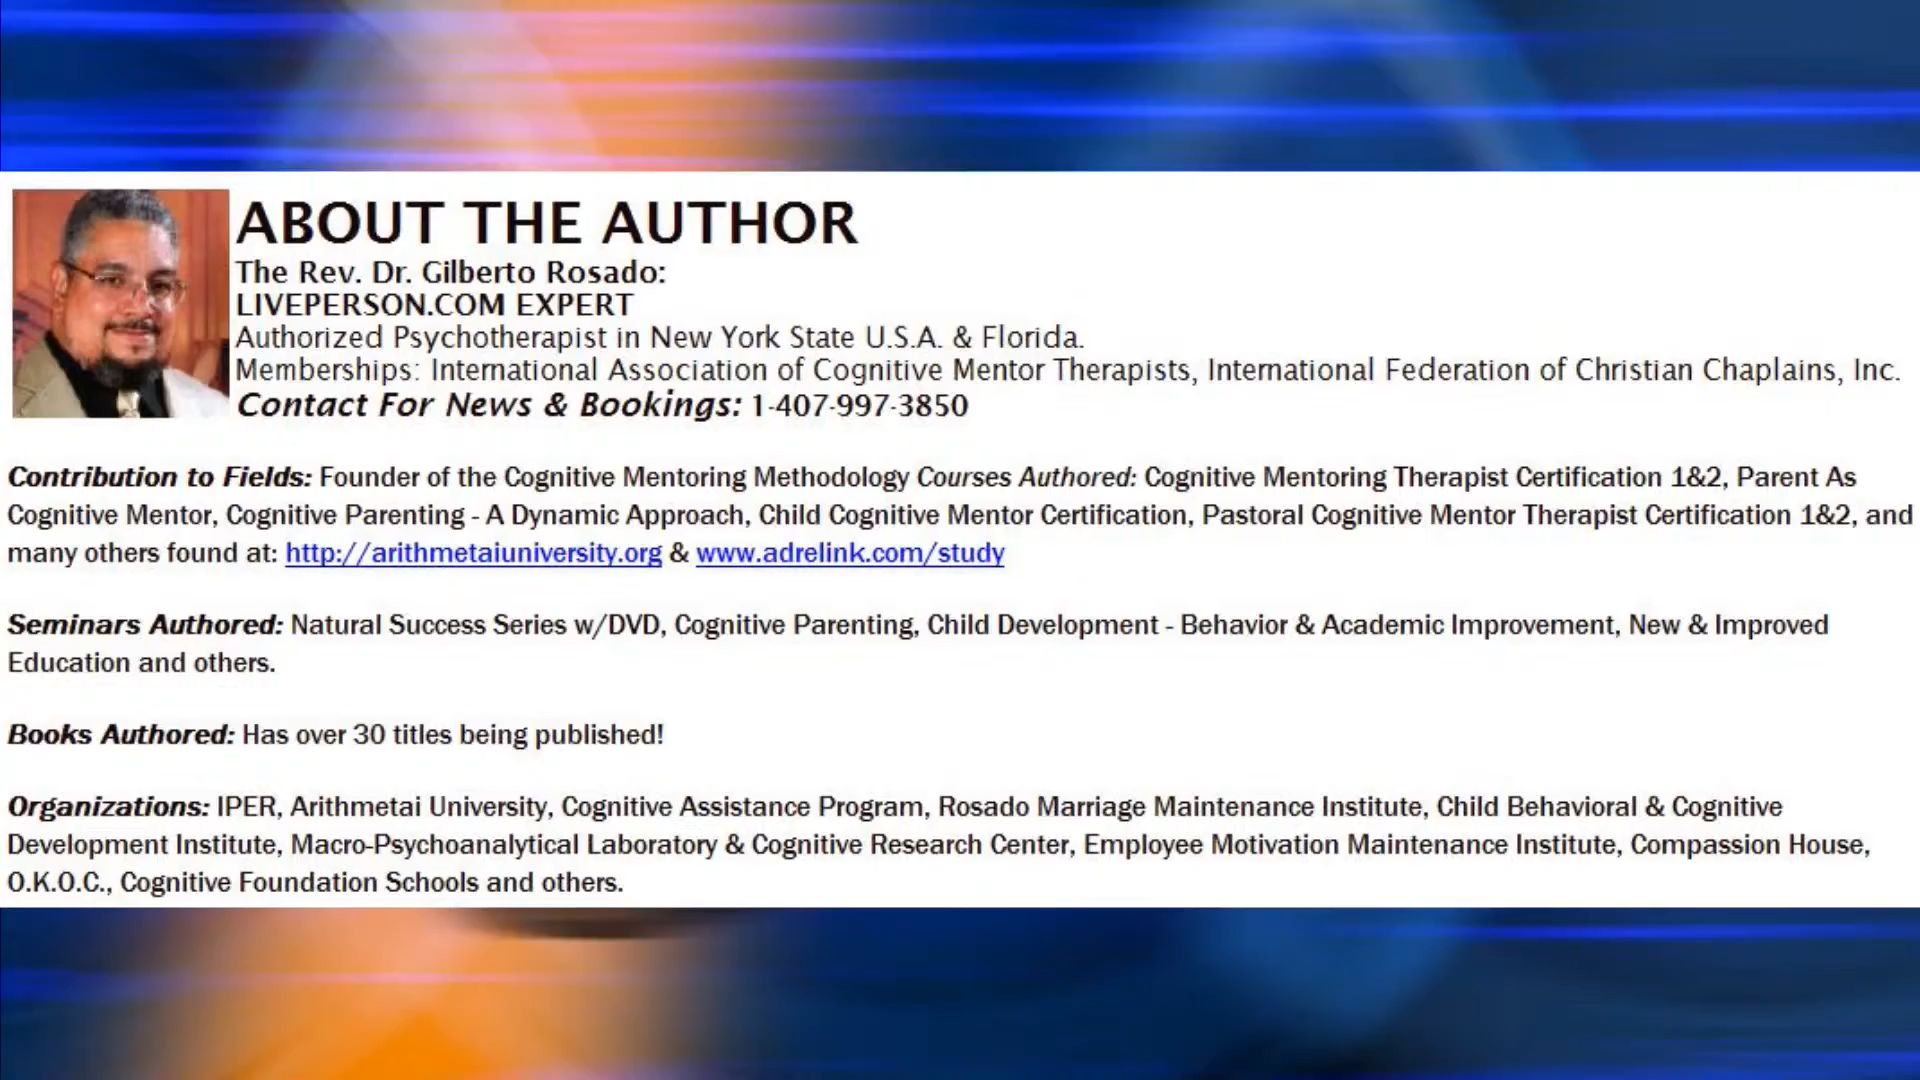 ABOUT THE AUTHOR
The Rev. Dr. Gilberto Rosado:
LIVEPERSON.COM EXPERT
Authorized Psychotherapist in New York State U.S.A. & Florida.
Memberships: International Association of Cognitive Mentor Therapists, International Federation of Christian Chaplains, Inc.
Contact For News & Bookings: 1-407-997-3850
Contribution to Fields: Founder of the Cognitive Mentoring Methodology Courses Authored: Cognitive Mentoring Therapist Certification 1&2, Parent As
Cognitive Mentor, Cognitive Parenting - A Dynamic Approach, Child Cognitive Mentor Certification, Pastoral Cognitive Mentor Therapist Certification 1&2, and
many others found at: http://arithmetaiuniversity.org & www.adrelink.com/study
Seminars Authored: Natural Success Series w/DVD, Cognitive Parenting, Child Development - Behavior & Academic Improvement, New & Improved
Education and others.
Books Authored: Has over 30 titles being published!
Organizations: IPER, Arithmetai University, Cognitive Assistance Program, Rosado Marriage Maintenance Institute, Child Behavioral & Cognitive
Development Institute, Macro-Psychoanalytical Laboratory & Cognitive Research Center, Employee Motivation Maintenance Institute, Compassion House,
O.K.O.C., Cognitive Foundation Schools and others.